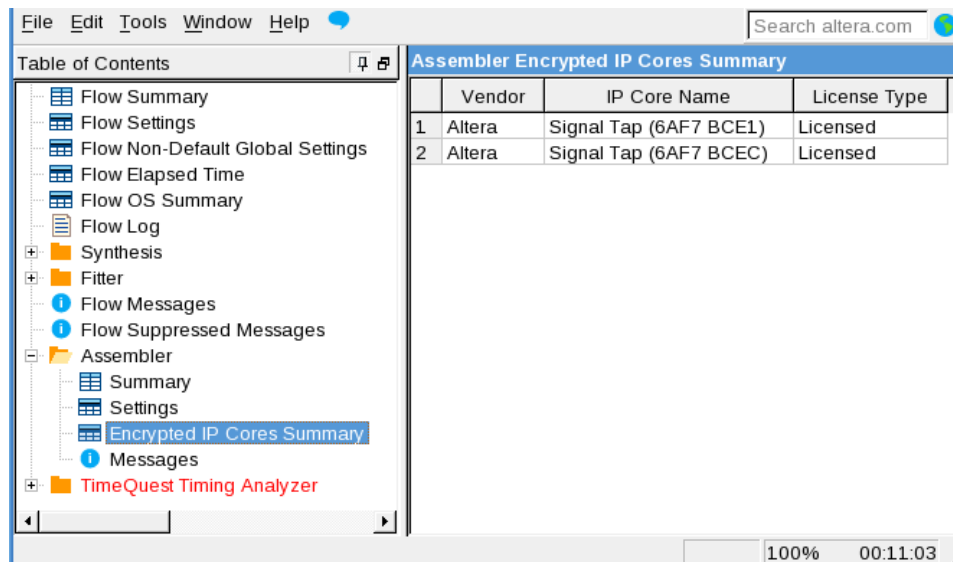 File Edit Tools Window Help
Search altera.com
Table of Contents
Flow Summary
Flow Settings
Flow Non-Default Global Settings
Flow Elapsed Time
Flow OS Summary
Flow Log
Synthesis
Fitter
Flow Messages
Flow Suppressed Messages
Assembler
Summary
Settings
Encrypted IP Cores Summary
Messages
TimeQuest Timing Analyzer
Assembler Encrypted IP Cores Summary
Vendor IP Core Name License Type
1 Altera Signal Tap (6AF7 BCE1) Licensed
2 Altera Signal Tap (6AF7 BCEC) Licensed
100% 00:11:03